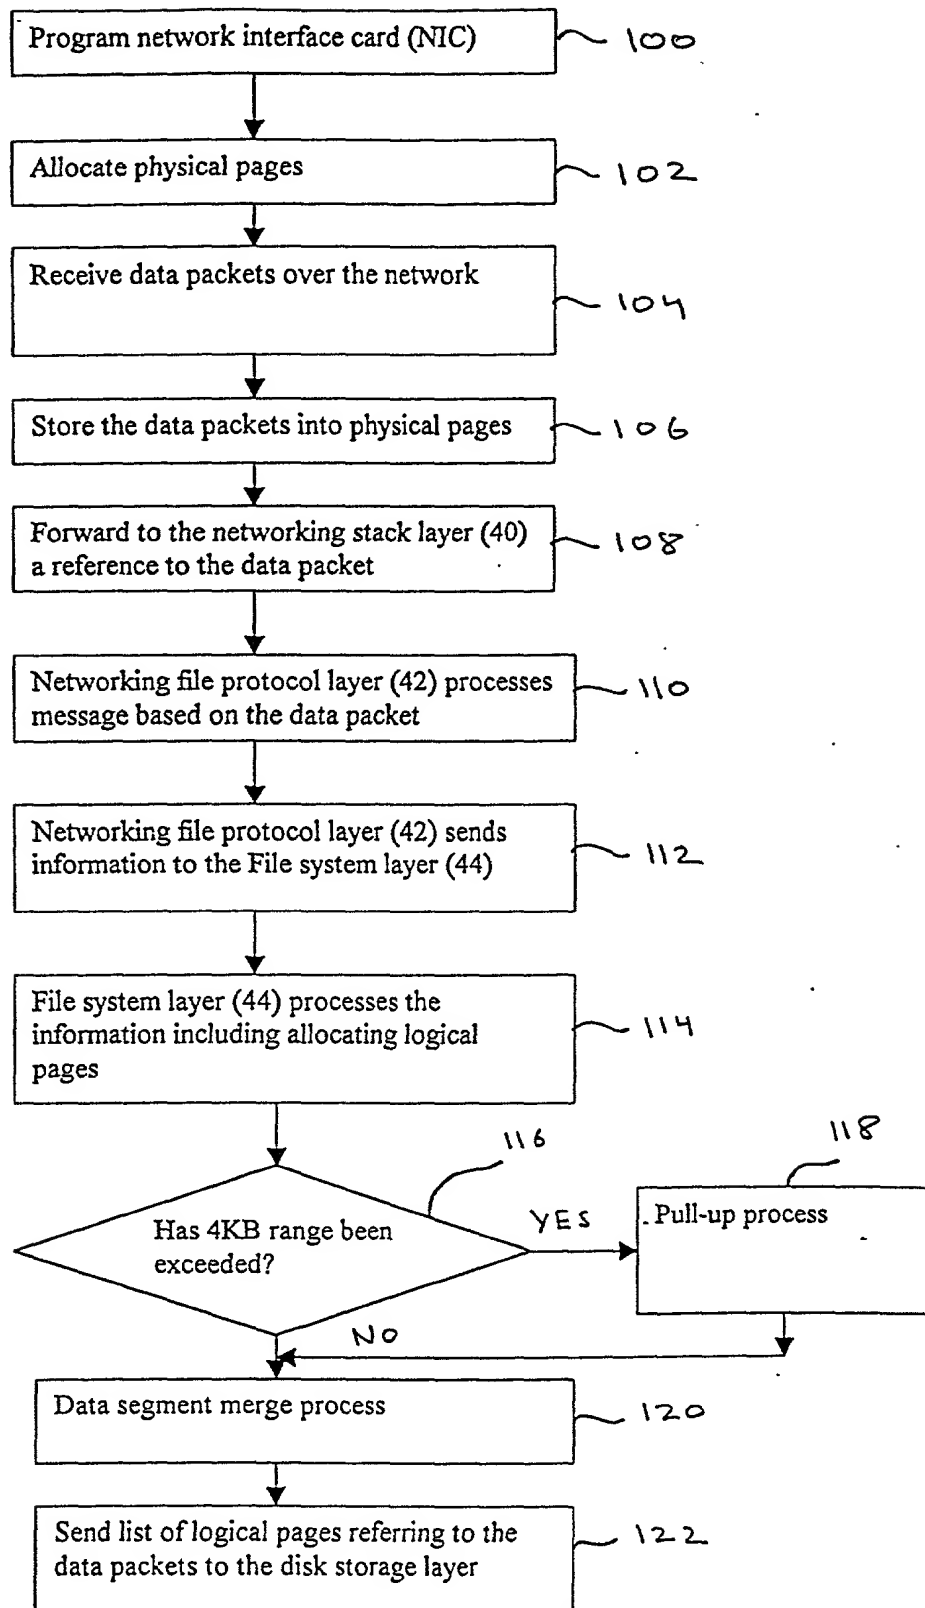 Program network interface card (NIC)
100
Allocate physical pages
102
Receive data packets over the network
104
Store the data packets into physical pages
106
Forward to the networking stack layer (40)
a reference to the data packet
108
Networking file protocol layer (42) processes
message based on the data packet
110
Networking file protocol layer (42) sends
information to the File system layer (44)
112
File system layer (44) processes the
information including allocating logical
pages
114
116
Has 4KB range been
exceeded?
YES
118
Pull-up process
NO
Data segment merge process
120
Send list of logical pages referring to the
data packets to the disk storage layer
122